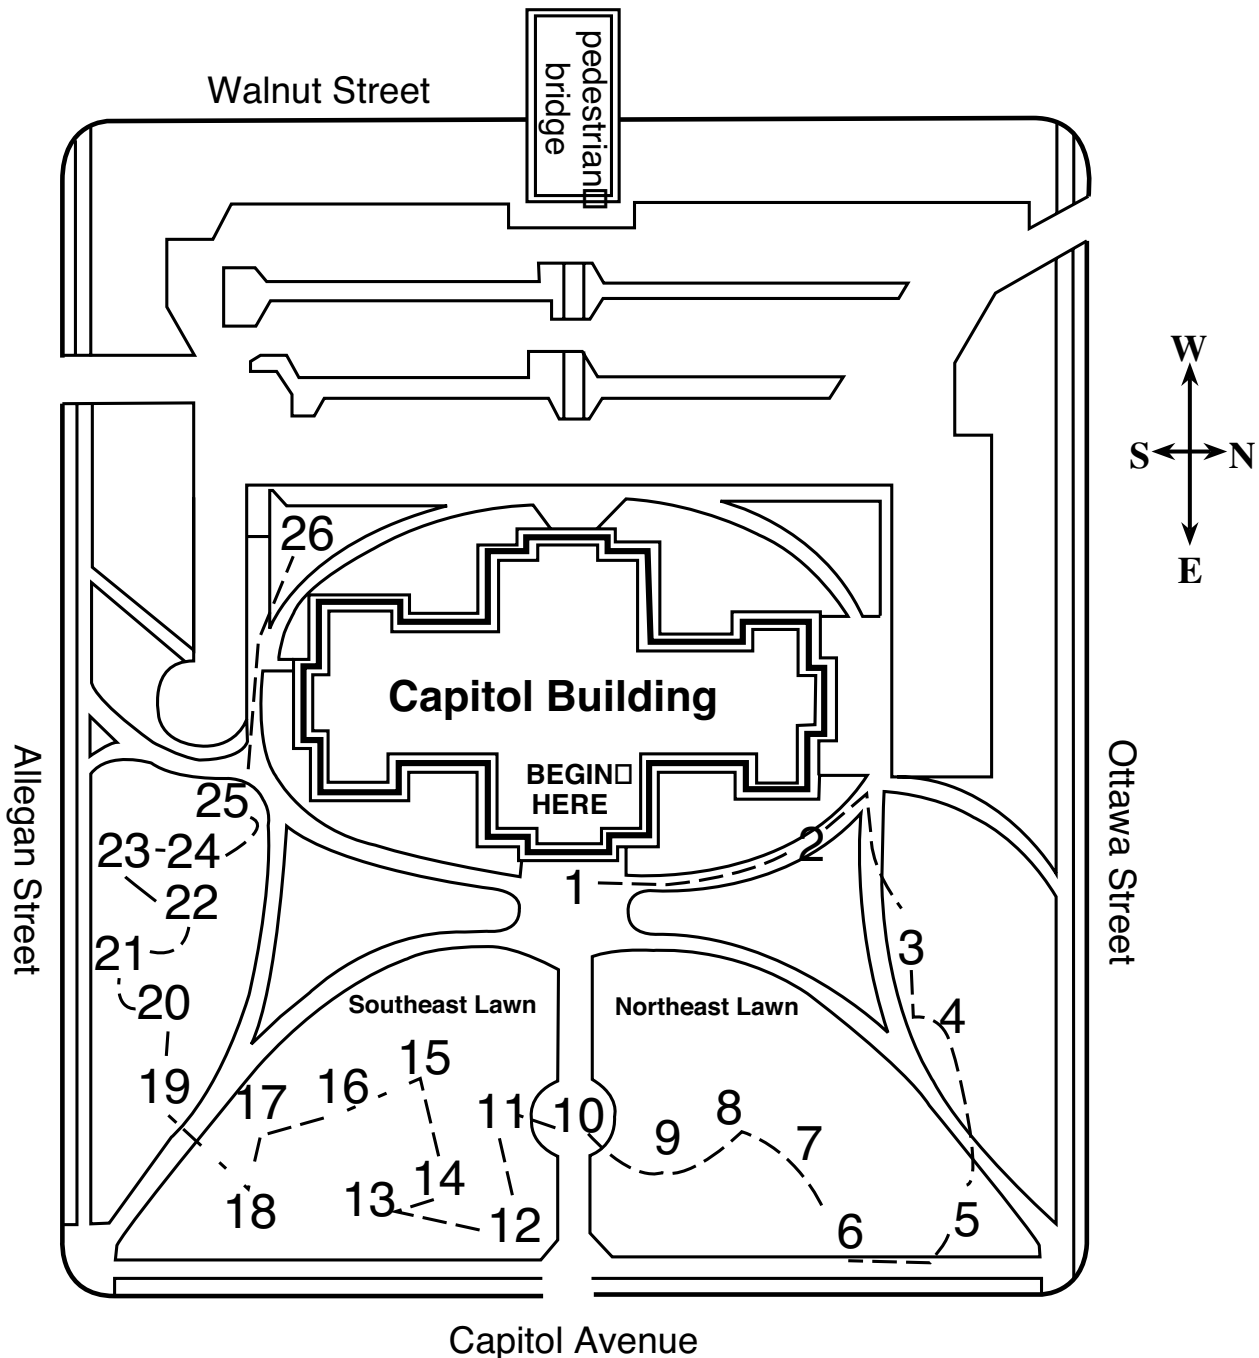 pedestrian
bridge
Walnut Street
W
S N
E
26
Capitol Building
BEGIN
HERE
Allegan Street
Ottawa Street
25
2
23-24
1
22
21
3
20
4
Southeast Lawn
Northeast Lawn
15
19
17
16
11
10
8
9
7
14
13
18
12
6
5
Capitol Avenue